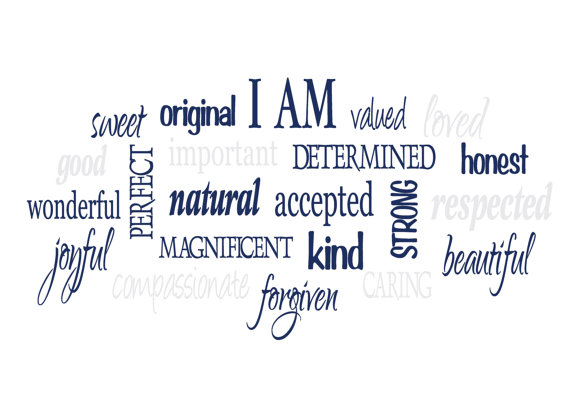 I AM
sweet original valued loved
good important DETERMINED honest
PERFECT
wonderful natural accepted STRONG respected
joyful MAGNIFICENT kind beautiful
compassionate forgiven CARING